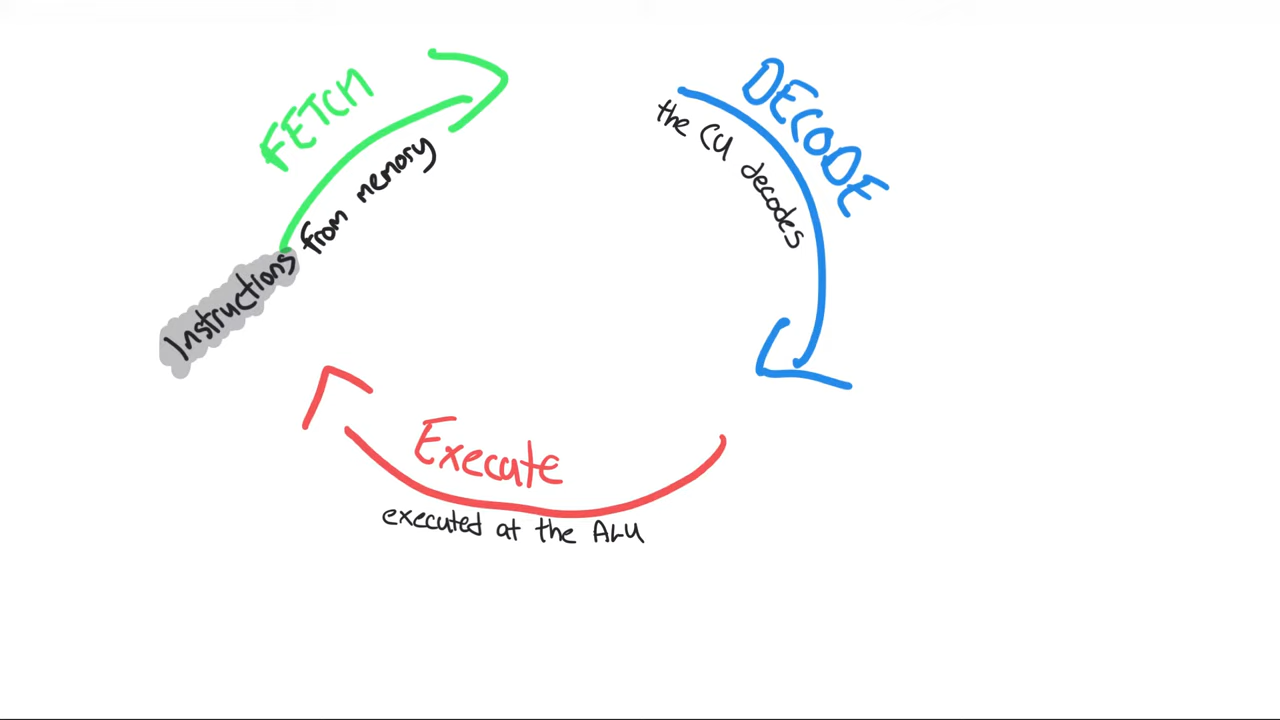 FETCH
Instructions from memory
DECODE
the CU decodes
Execute
executed at the ALU